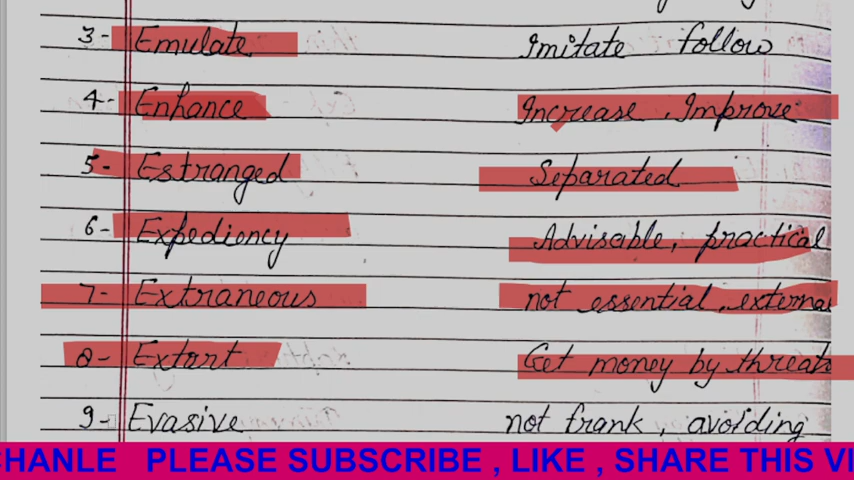 3- Emulate imitate follow
4- Enhance Increase, Improve
5- Estranged Separated
6- Expediency Advisable, practical
7- Extraneous not essential, external
8- Extort Get money by threats
9- Evasive not frank, avoiding
CHANLE PLEASE SUBSCRIBE , LIKE , SHARE THIS VI